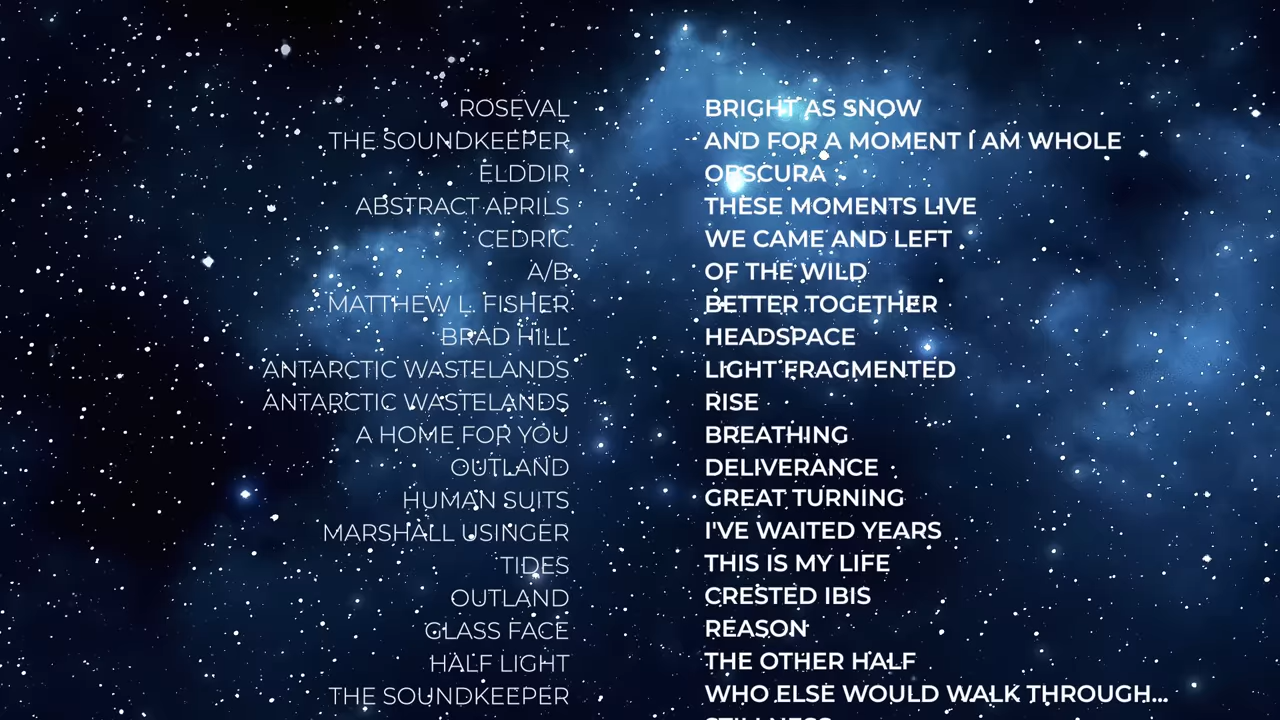 ROSEVAL BRIGHT AS SNOW
THE SOUNDKEEPER AND FOR A MOMENT I AM WHOLE
ELDDIR OBSCURA
ABSTRACT APRILS THESE MOMENTS LIVE
CEDRIC WE CAME AND LEFT
A/B OF THE WILD
MATTHEW L. FISHER BETTER TOGETHER
BRAD HILL HEADSPACE
ANTARCTIC WASTELANDS LIGHT FRAGMENTED
ANTARCTIC WASTELANDS RISE
A HOME FOR YOU BREATHING
OUTLAND DELIVERANCE
HUMAN SUITS GREAT TURNING
MARSHALL USINGER I'VE WAITED YEARS
TIDES THIS IS MY LIFE
OUTLAND CRESTED IBIS
GLASS FACE REASON
HALF LIGHT THE OTHER HALF
THE SOUNDKEEPER WHO ELSE WOULD WALK THROUGH...